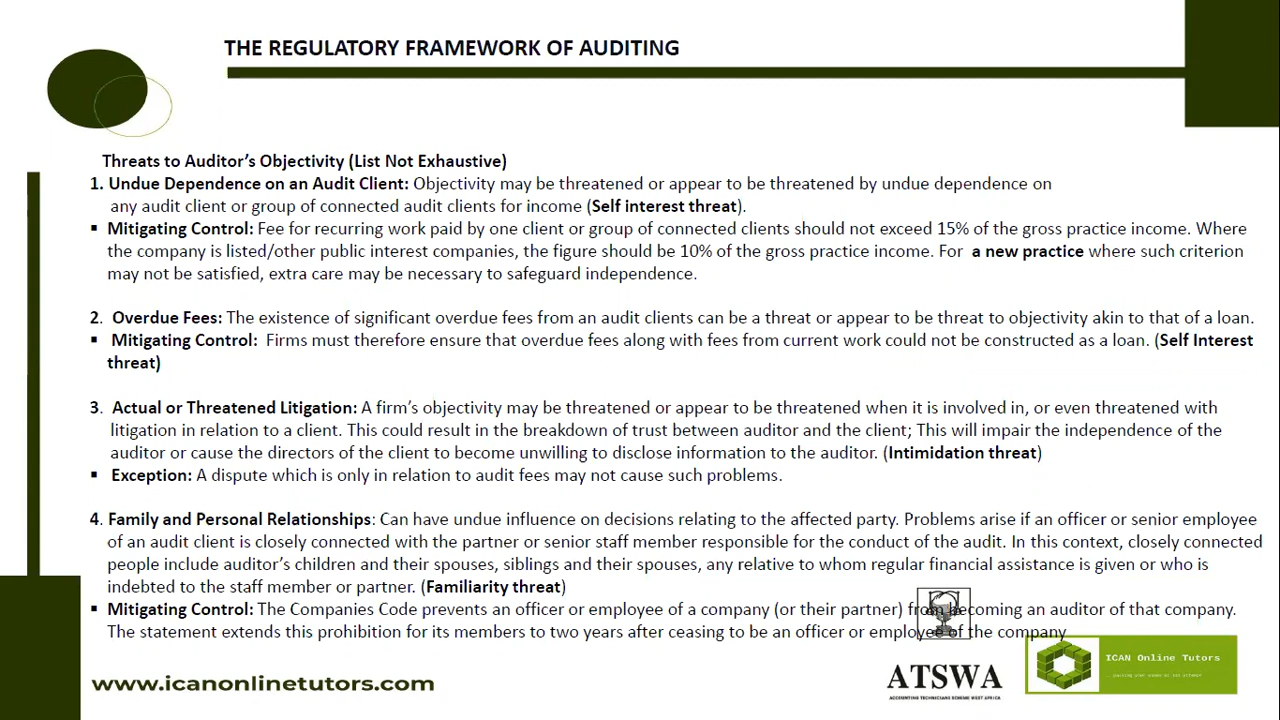 THE REGULATORY FRAMEWORK OF AUDITING
Threats to Auditor’s Objectivity (List Not Exhaustive)
1. Undue Dependence on an Audit Client: Objectivity may be threatened or appear to be threatened by undue dependence on
any audit client or group of connected audit clients for income (Self interest threat).
▪ Mitigating Control: Fee for recurring work paid by one client or group of connected clients should not exceed 15% of the gross practice income. Where
the company is listed/other public interest companies, the figure should be 10% of the gross practice income. For a new practice where such criterion
may not be satisfied, extra care may be necessary to safeguard independence.
2. Overdue Fees: The existence of significant overdue fees from an audit clients can be a threat or appear to be threat to objectivity akin to that of a loan.
▪ Mitigating Control: Firms must therefore ensure that overdue fees along with fees from current work could not be constructed as a loan. (Self Interest
threat)
3. Actual or Threatened Litigation: A firm’s objectivity may be threatened or appear to be threatened when it is involved in, or even threatened with
litigation in relation to a client. This could result in the breakdown of trust between auditor and the client; This will impair the independence of the
auditor or cause the directors of the client to become unwilling to disclose information to the auditor. (Intimidation threat)
▪ Exception: A dispute which is only in relation to audit fees may not cause such problems.
4. Family and Personal Relationships: Can have undue influence on decisions relating to the affected party. Problems arise if an officer or senior employee
of an audit client is closely connected with the partner or senior staff member responsible for the conduct of the audit. In this context, closely connected
people include auditor’s children and their spouses, siblings and their spouses, any relative to whom regular financial assistance is given or who is
indebted to the staff member or partner. (Familiarity threat)
▪ Mitigating Control: The Companies Code prevents an officer or employee of a company (or their partner) from becoming an auditor of that company.
The statement extends this prohibition for its members to two years after ceasing to be an officer or employee of the company
www.icanonlinetutors.com
ATSWA
ACCOUNTING TECHNICIANS SCHEME WEST AFRICA
ICAN Online Tutors